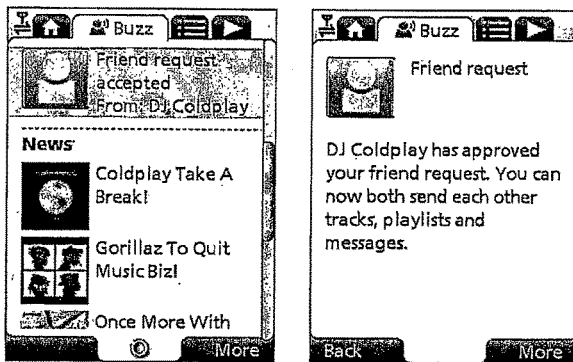 Buzz
Friend request
accepted
From: DJ Coldplay
News
Coldplay Take A
Break!
Gorillaz To Quit
Music Biz!
Once More With
More
Buzz
Friend request
DJ Coldplay has approved
your friend request. You can
now both send each other
tracks, playlists and
messages.
Back More